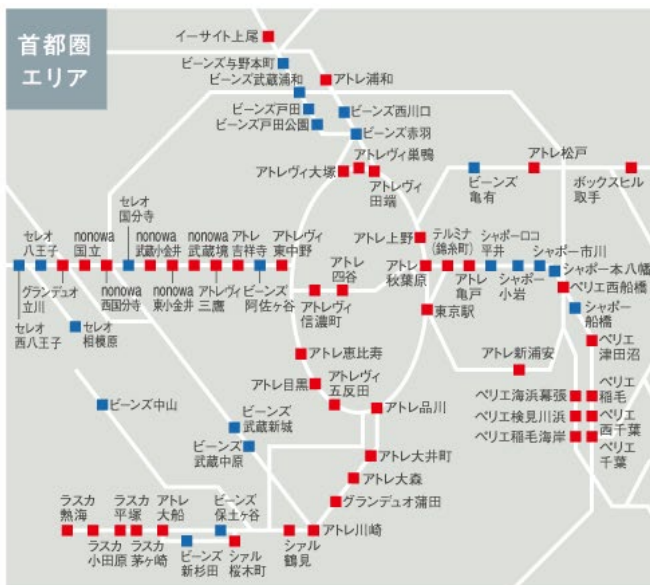 首都圏
エリア
イーサイト上尾
ビーンズ与野本町
ビーンズ
武蔵浦和
アトレ浦和
ビーンズ戸田
ビーンズ戸田公園
ビーンズ西川口
ビーンズ赤羽
アトレヴィ巣鴨
アトレヴィ大塚
アトレヴィ
田端
アトレ松戸
ビーンズ
亀有
ボックスヒル
取手
セレオ
八王子
nonowa
国立
セレオ
国分寺
nonowa
武蔵小金井
nonowa
武蔵境
アトレ
吉祥寺
アトレヴィ
東中野
グランデュオ
立川
nonowa
西国分寺
nonowa
東小金井
アトレヴィ
三鷹
ビーンズ
阿佐ヶ谷
セレオ
西八王子
セレオ
相模原
アトレ
四谷
アトレヴィ
信濃町
アトレ上野
アトレ
秋葉原
テルミナ
(錦糸町)
シャポーロコ
平井
シャポー市川
シャポー本八幡
ペリエ西船橋
アトレ
亀戸
シャポー
小岩
シャポー
船橋
東京駅
ペリエ
津田沼
アトレ新浦安
アトレ恵比寿
アトレ目黒
アトレヴィ
五反田
アトレ品川
ペリエ海浜幕張
ペリエ
稲毛
ペリエ検見川浜
ペリエ
西千葉
ペリエ稲毛海岸
ペリエ
千葉
ビーンズ中山
ビーンズ
武蔵新城
ビーンズ
武蔵中原
アトレ大井町
アトレ大森
グランデュオ蒲田
ラスカ
熱海
ラスカ
平塚
アトレ
大船
ビーンズ
保土ヶ谷
アトレ川崎
ラスカ
小田原
ラスカ
茅ヶ崎
ビーンズ
新杉田
シァル
桜木町
シァル
鶴見